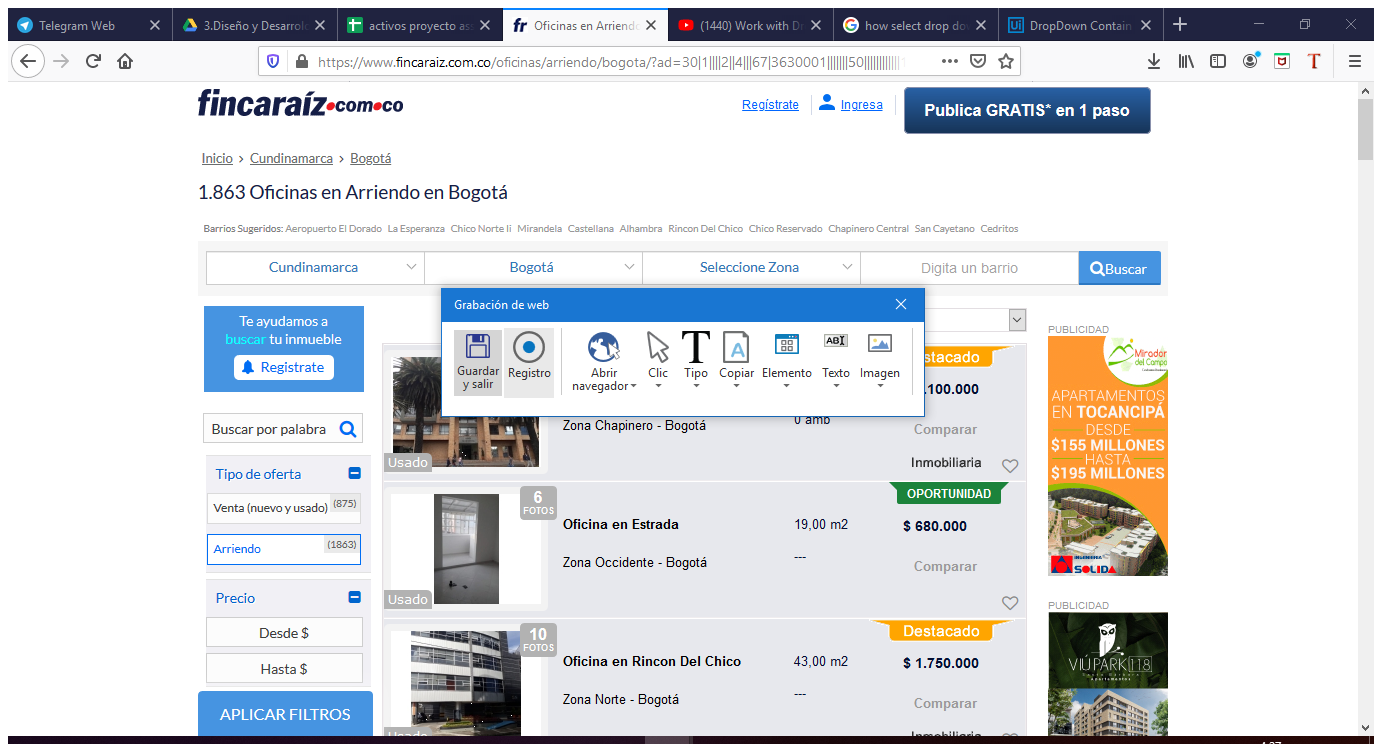 Telegram Web
3.Diseño y Desarrol
activos proyecto as
Oficinas en Arriendo
(1440) Work with D
how select drop do
DropDown Contain
https://www.fincaraiz.com.co/oficinas/arriendo/bogota/?ad=30|1||||2||4|||67|3630001|||||||50||||||||||||
fincaraíz.com.co
Regístrate
Ingresa
Publica GRATIS* en 1 paso
Inicio > Cundinamarca > Bogotá
1.863 Oficinas en Arriendo en Bogotá
Barrios Sugeridos: Aeropuerto El Dorado La Esperanza Chico Norte Ii Mirandela Castellana Alhambra Rincon Del Chico Chico Reservado Chapinero Central San Cayetano Cedritos
Cundinamarca
Bogotá
Seleccione Zona
Digita un barrio
Buscar
Te ayudamos a
buscar tu inmueble
Registrate
Grabación de web
Guardar
y salir
Registro
Abrir
navegador
Clic
Tipo
Copiar
Elemento
Texto
Imagen
Buscar por palabra
Tipo de oferta
Venta (nuevo y usado) (875)
Arriendo (1863)
Precio
Desde $
Hasta $
APLICAR FILTROS
stacado
.100.000
Zona Chapinero - Bogotá
0 amb
Comparar
Usado
Inmobiliaria
6
FOTOS
OPORTUNIDAD
Oficina en Estrada
19,00 m2
$ 680.000
Zona Occidente - Bogotá
---
Comparar
Usado
10
FOTOS
Destacado
Oficina en Rincon Del Chico
43,00 m2
$ 1.750.000
Zona Norte - Bogotá
---
Comparar
Usado
Inmobiliaria
PUBLICIDAD
Mirador
del Campo
APARTAMENTOS
EN TOCANCIPÁ
DESDE
$155 MILLONES
HASTA
$195 MILLONES
INGENIERIA
SOLIDA
PUBLICIDAD
VIÚ PARK 118
apartamentos